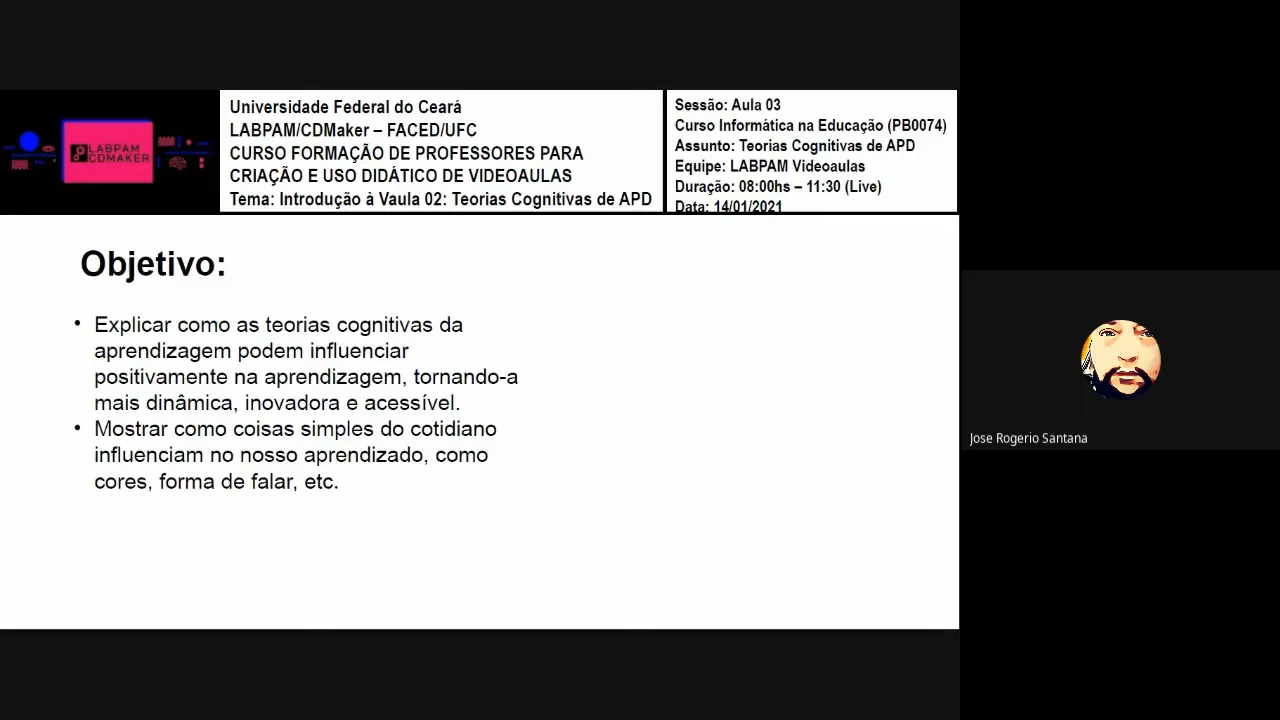 LABPAM
CDMAKER
Universidade Federal do Ceará
LABPAM/CDMaker – FACED/UFC
CURSO FORMAÇÃO DE PROFESSORES PARA
CRIAÇÃO E USO DIDÁTICO DE VIDEOAULAS
Tema: Introdução à Vaula 02: Teorias Cognitivas de APD
Sessão: Aula 03
Curso Informática na Educação (PB0074)
Assunto: Teorias Cognitivas de APD
Equipe: LABPAM Videoaulas
Duração: 08:00hs – 11:30 (Live)
Data: 14/01/2021
Objetivo:
• Explicar como as teorias cognitivas da
aprendizagem podem influenciar
positivamente na aprendizagem, tornando-a
mais dinâmica, inovadora e acessível.
• Mostrar como coisas simples do cotidiano
influenciam no nosso aprendizado, como
cores, forma de falar, etc.
Jose Rogerio Santana